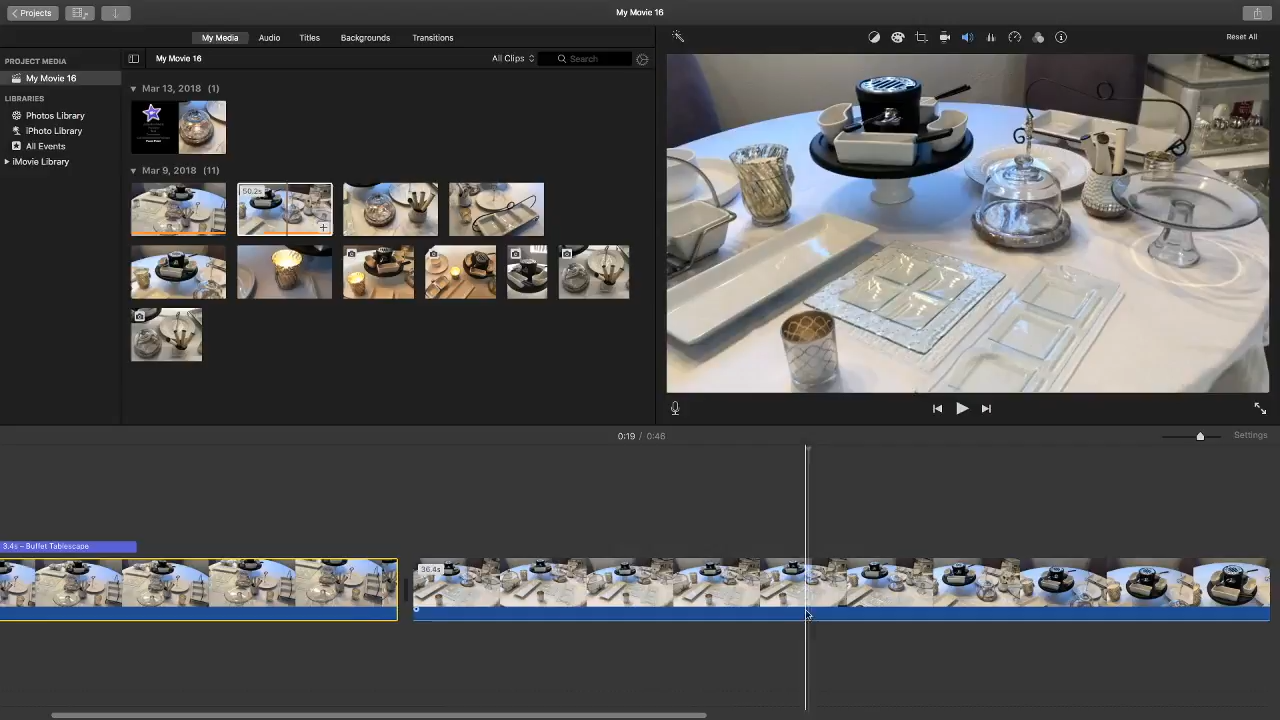 My Movie 16
Projects
My Media Audio Titles Backgrounds Transitions
Reset All
PROJECT MEDIA
My Movie 16
LIBRARIES
Photos Library
iPhoto Library
All Events
iMovie Library
My Movie 16
All Clips
Search
Mar 13, 2018 (1)
Mar 9, 2018 (11)
50.2s
0:19 / 0:46
Settings
3.4s – Buffet Tablescape
36.4s